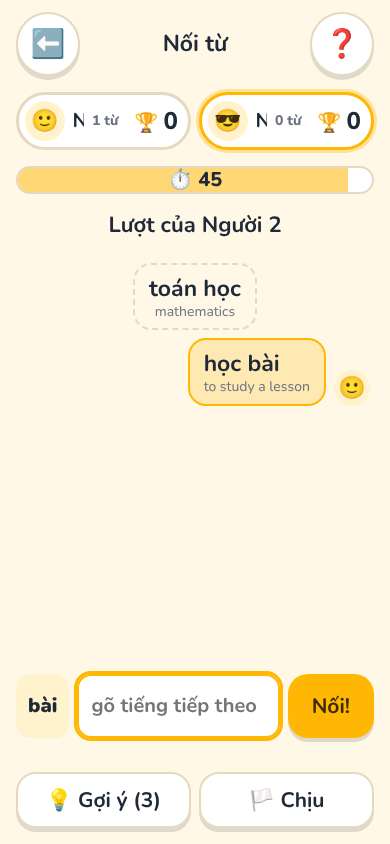 Nối từ
N 1 từ 0
N 0 từ 0
45
Lượt của Người 2
toán học
mathematics
học bài
to study a lesson
bài gõ tiếng tiếp theo Nối!
Gợi ý (3) Chịu